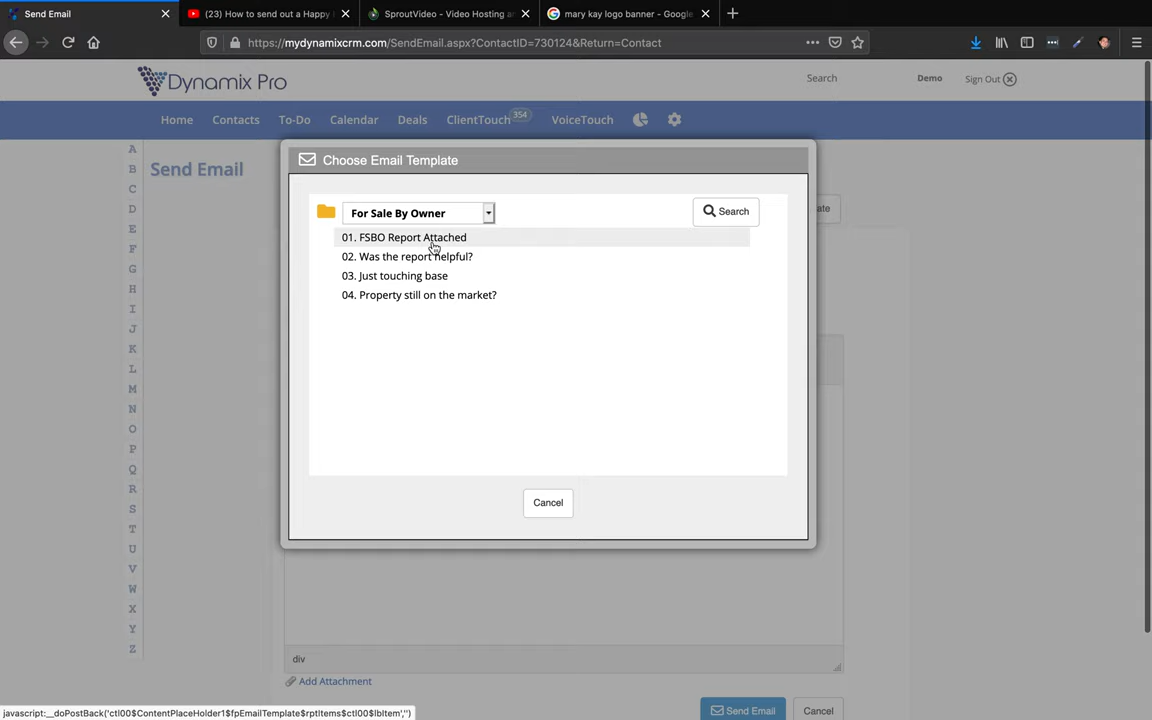 Send Email
(23) How to send out a Happy
SproutVideo - Video Hosting a
mary kay logo banner - Google
https://mydynamixcrm.com/SendEmail.aspx?ContactID=730124&Return=Contact
Dynamix Pro
Search
Demo
Sign Out
Home
Contacts
To-Do
Calendar
Deals
ClientTouch
354
VoiceTouch
A
B
C
D
E
F
G
H
I
J
K
L
M
N
O
P
Q
R
S
T
U
V
W
X
Y
Z
Send Email
Choose Email Template
For Sale By Owner
Search
01. FSBO Report Attached
02. Was the report helpful?
03. Just touching base
04. Property still on the market?
Cancel
div
Add Attachment
Send Email
Cancel
javascript:__doPostBack('ctl00$ContentPlaceHolder1$fpEmailTemplate$rptItems$ctl00$lbItem','')